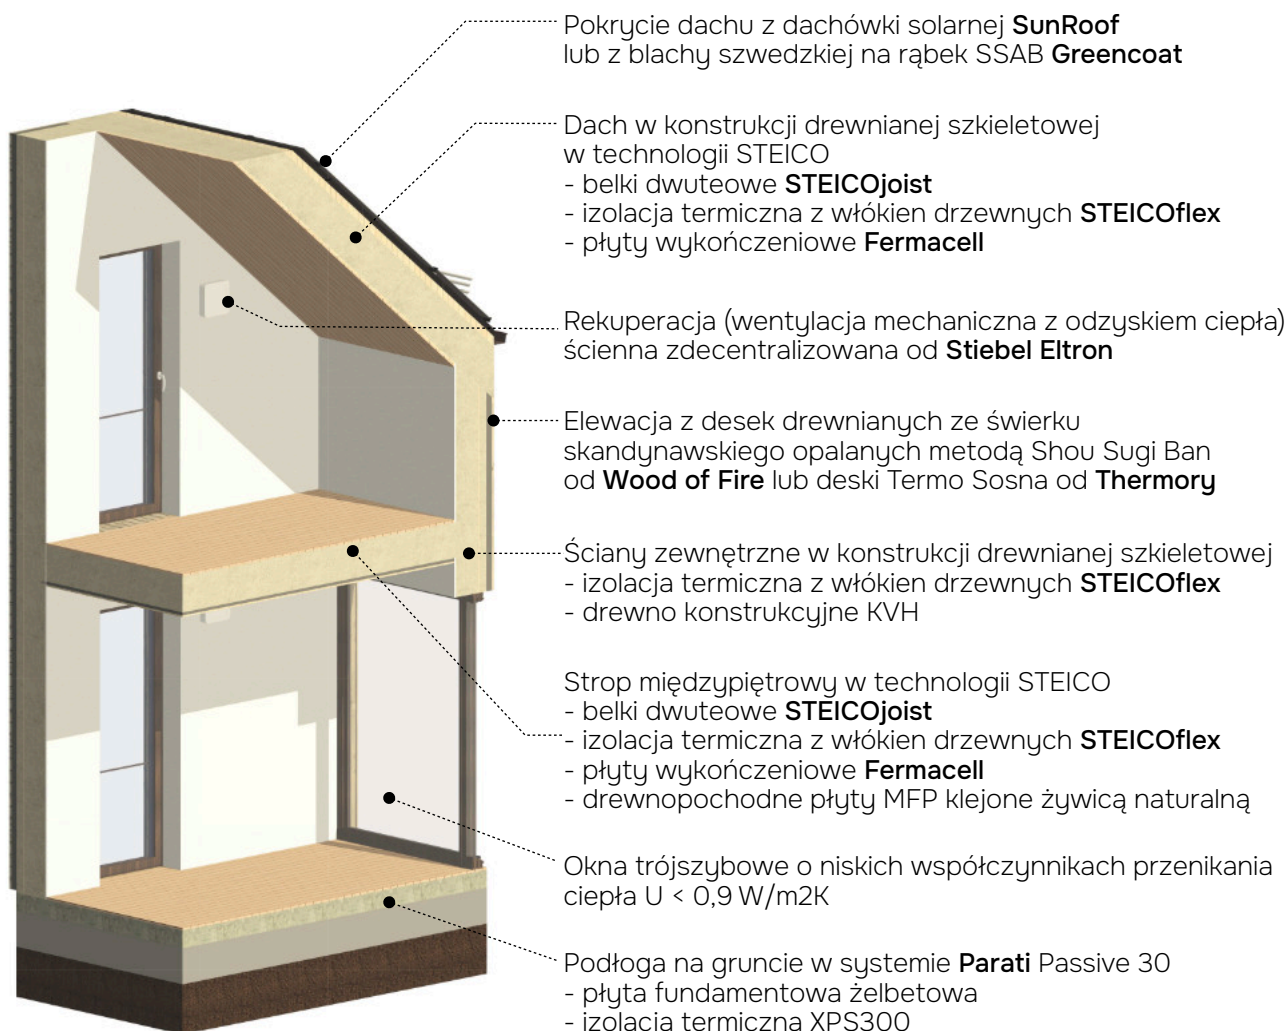 Pokrycie dachu z dachówki solarnej SunRoof
lub z blachy szwedzkiej na rąbek SSAB Greencoat
Dach w konstrukcji drewnianej szkieletowej
w technologii STEICO
- belki dwuteowe STEICOjoist
- izolacja termiczna z włókien drzewnych STEICOflex
- płyty wykończeniowe Fermacell
Rekuperacja (wentylacja mechaniczna z odzyskiem ciepła)
ścienna zdecentralizowana od Stiebel Eltron
Elewacja z desek drewnianych ze świerku
skandynawskiego opalanych metodą Shou Sugi Ban
od Wood of Fire lub deski Termo Sosna od Thermory
Ściany zewnętrzne w konstrukcji drewnianej szkieletowej
- izolacja termiczna z włókien drzewnych STEICOflex
- drewno konstrukcyjne KVH
Strop międzypiętrowy w technologii STEICO
- belki dwuteowe STEICOjoist
- izolacja termiczna z włókien drzewnych STEICOflex
- płyty wykończeniowe Fermacell
- drewnopochodne płyty MFP klejone żywicą naturalną
Okna trójszybowe o niskich współczynnikach przenikania
ciepła U < 0,9 W/m2K
Podłoga na gruncie w systemie Parati Passive 30
- płyta fundamentowa żelbetowa
- izolacja termiczna XPS300